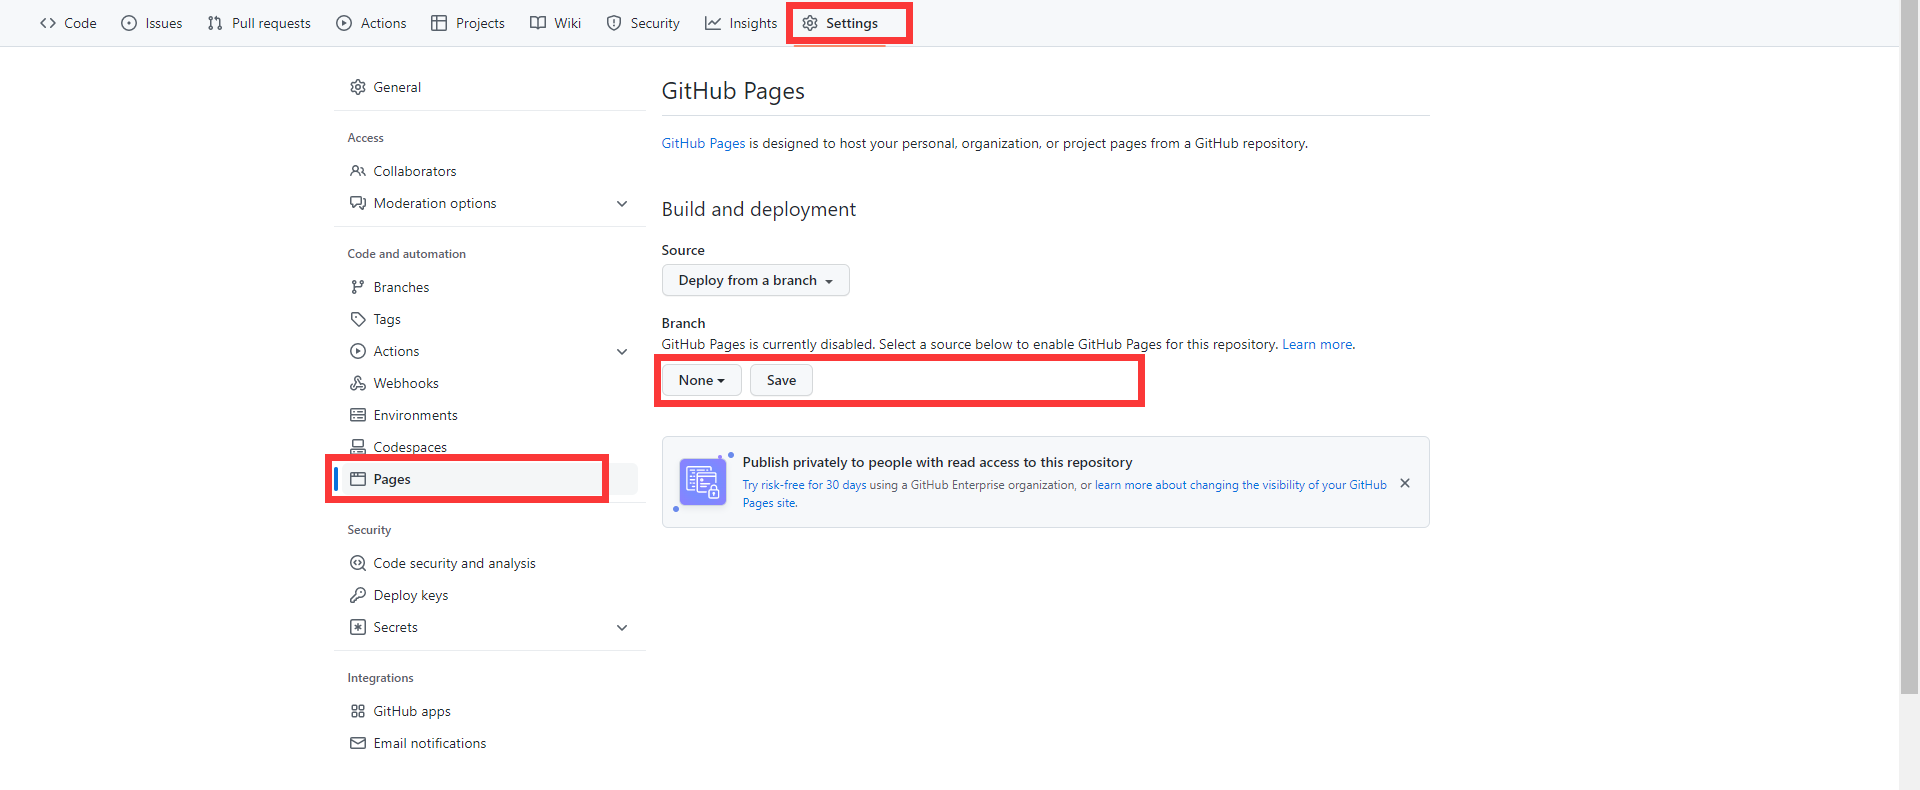 Code Issues Pull requests Actions Projects Wiki Security Insights Settings
General
Access
Collaborators
Moderation options
Code and automation
Branches
Tags
Actions
Webhooks
Environments
Codespaces
Pages
Security
Code security and analysis
Deploy keys
Secrets
Integrations
GitHub apps
Email notifications
GitHub Pages
GitHub Pages is designed to host your personal, organization, or project pages from a GitHub repository.
Build and deployment
Source
Deploy from a branch
Branch
GitHub Pages is currently disabled. Select a source below to enable GitHub Pages for this repository. Learn more.
None Save
Publish privately to people with read access to this repository
Try risk-free for 30 days using a GitHub Enterprise organization, or learn more about changing the visibility of your GitHub
Pages site.